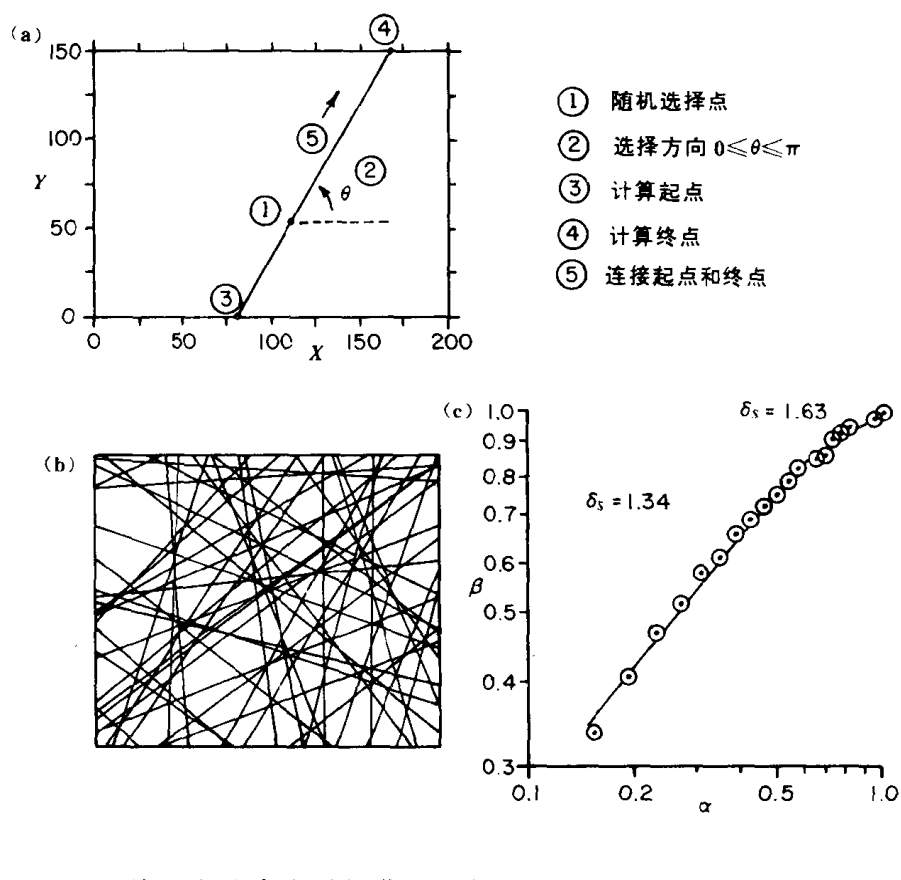 (a)
④
150
100
Y
50
0
⑤
②
①
θ
③
0 50 100 150 200
X
① 随机选择点
② 选择方向 0≤θ≤π
③ 计算起点
④ 计算终点
⑤ 连接起点和终点
(b)
(c)
δs = 1.63
δs = 1.34
1.0
0.9
0.8
0.7
0.6
β
0.5
0.4
0.3
0.1 0.2 0.5 1.0
α